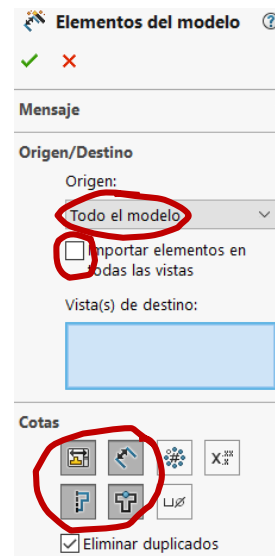 Elementos del modelo
Mensaje
Origen/Destino
Origen:
Todo el modelo
Importar elementos en
todas las vistas
Vista(s) de destino:
Cotas
Eliminar duplicados